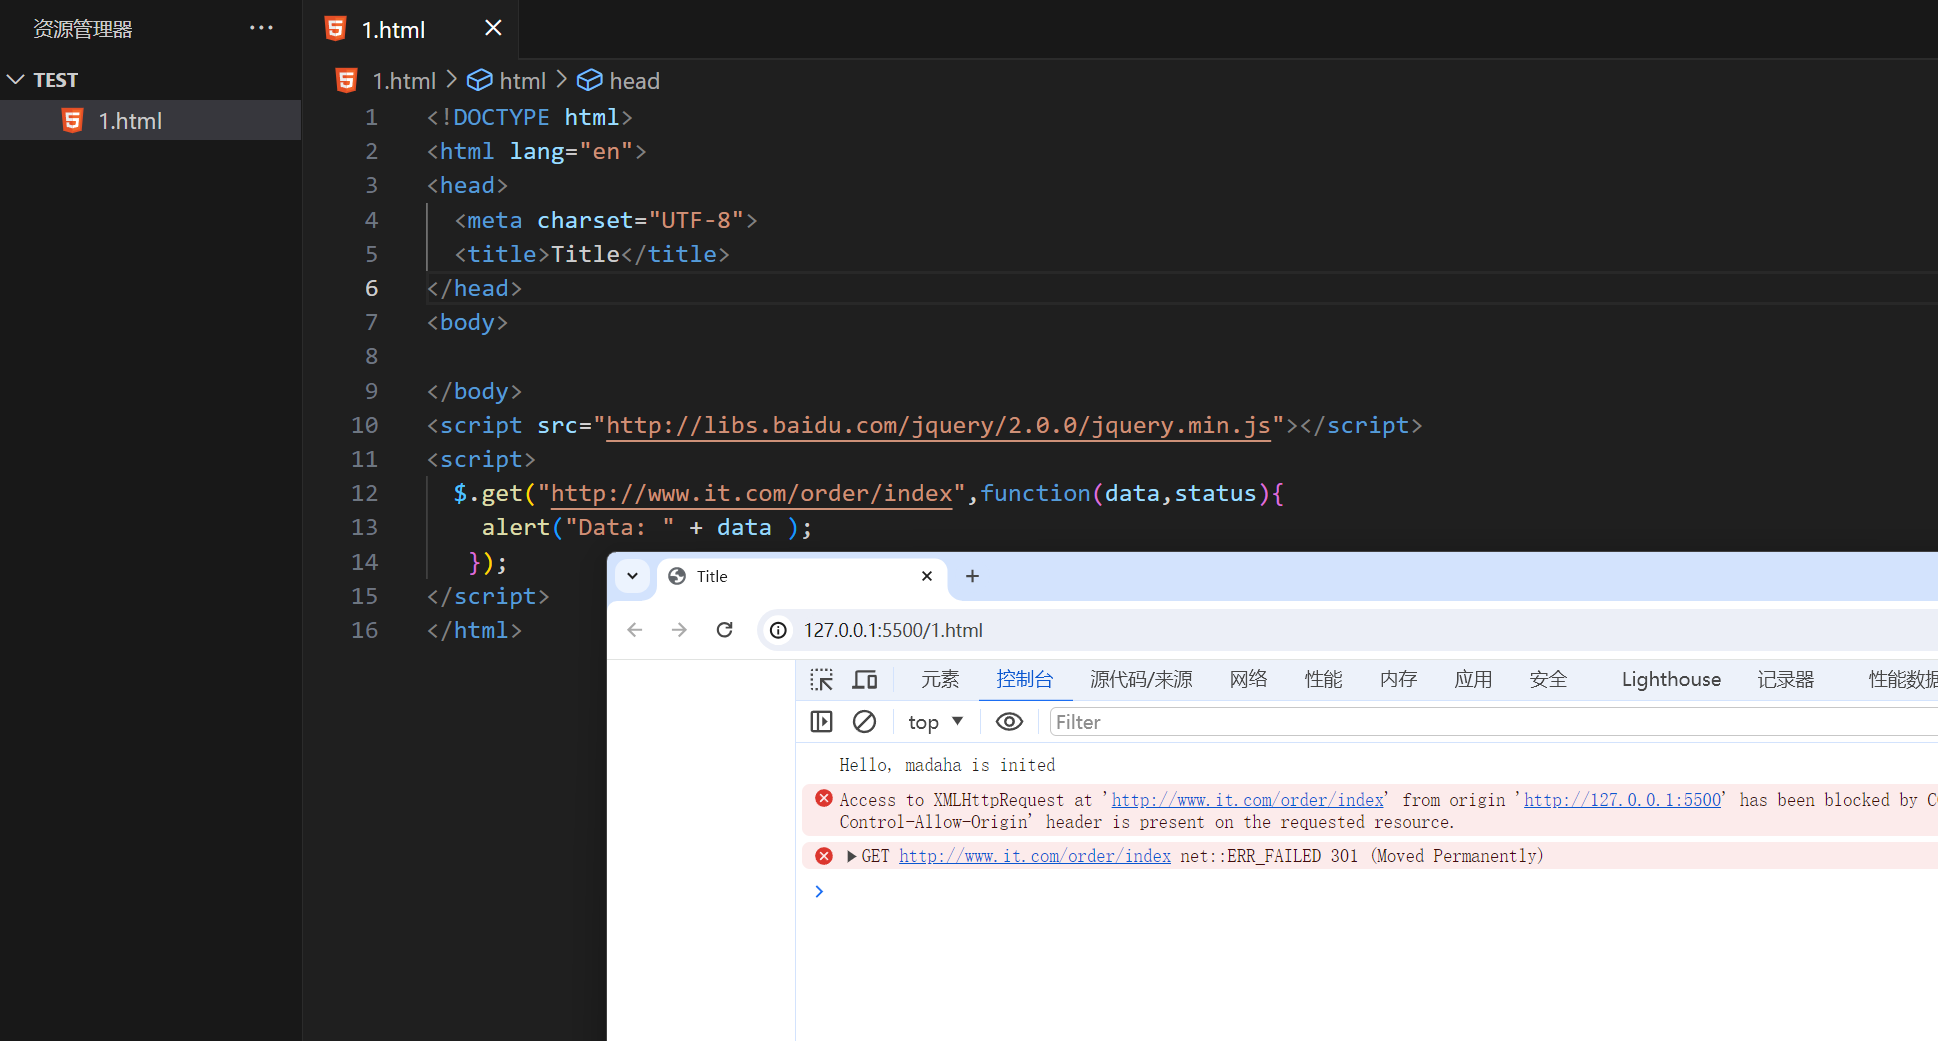 资源管理器 ···
TEST
1.html
1.html
1.html > html > head
1 <!DOCTYPE html>
2 <html lang="en">
3 <head>
4 <meta charset="UTF-8">
5 <title>Title</title>
6 </head>
7 <body>
8
9 </body>
10 <script src="http://libs.baidu.com/jquery/2.0.0/jquery.min.js"></script>
11 <script>
12 $.get("http://www.it.com/order/index",function(data,status){
13 alert("Data: " + data );
14 });
15 </script>
16 </html>
Title
127.0.0.1:5500/1.html
元素 控制台 源代码/来源 网络 性能 内存 应用 安全 Lighthouse 记录器 性能数据
top Filter
Hello, madaha is inited
Access to XMLHttpRequest at 'http://www.it.com/order/index' from origin 'http://127.0.0.1:5500' has been blocked by
Control-Allow-Origin' header is present on the requested resource.
GET http://www.it.com/order/index net::ERR_FAILED 301 (Moved Permanently)